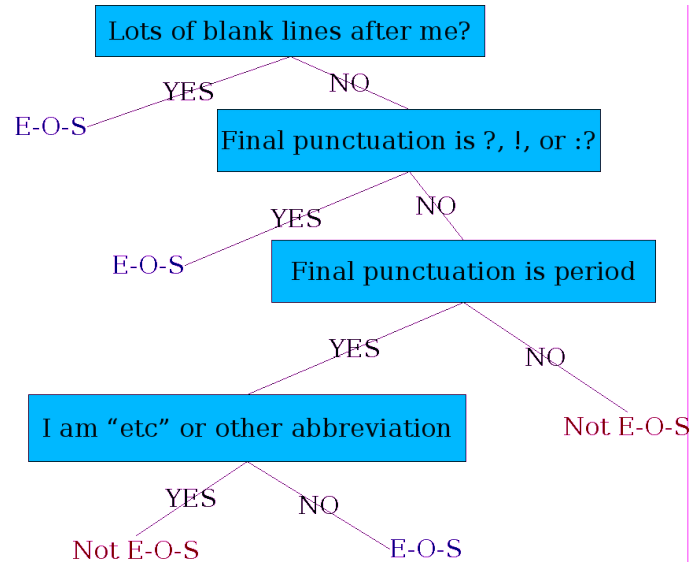 Lots of blank lines after me?
YES
NO
E-O-S
Final punctuation is ?, !, or :?
YES
NO
E-O-S
Final punctuation is period
YES
NO
I am “etc” or other abbreviation
Not E-O-S
YES
NO
Not E-O-S
E-O-S